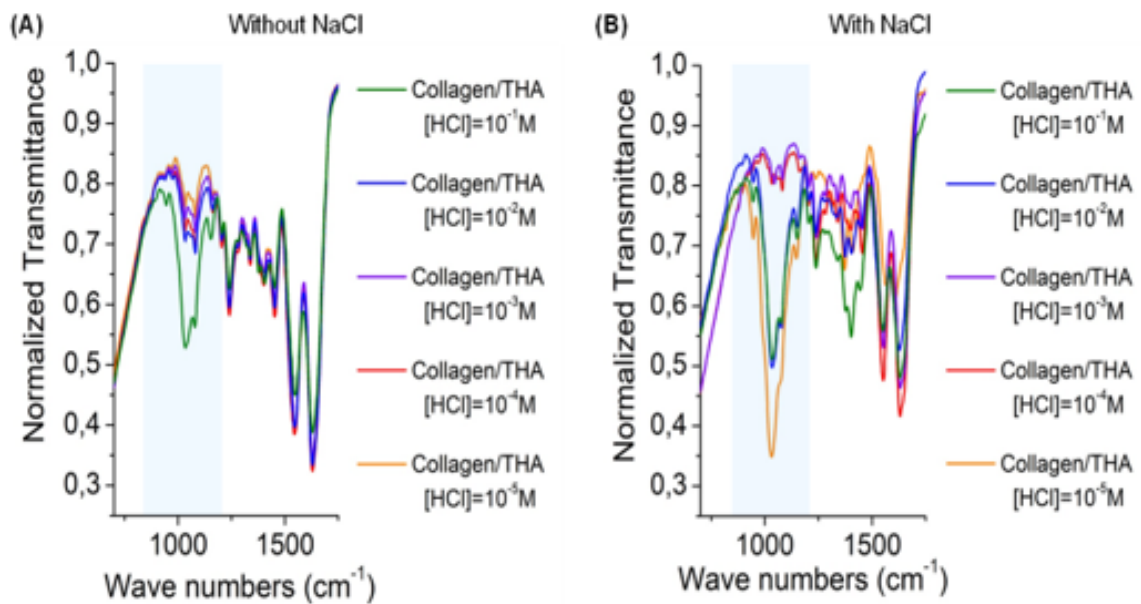 (A) Without NaCl
Normalized Transmittance
1,0
0,9
0,8
0,7
0,6
0,5
0,4
0,3
1000 1500
Wave numbers (cm⁻¹)
Collagen/THA
[HCl]=10⁻¹M
Collagen/THA
[HCl]=10⁻²M
Collagen/THA
[HCl]=10⁻³M
Collagen/THA
[HCl]=10⁻⁴M
Collagen/THA
[HCl]=10⁻⁵M
(B) With NaCl
Normalized Transmittance
1,0
0,9
0,8
0,7
0,6
0,5
0,4
0,3
1000 1500
Wave numbers (cm⁻¹)
Collagen/THA
[HCl]=10⁻¹M
Collagen/THA
[HCl]=10⁻²M
Collagen/THA
[HCl]=10⁻³M
Collagen/THA
[HCl]=10⁻⁴M
Collagen/THA
[HCl]=10⁻⁵M